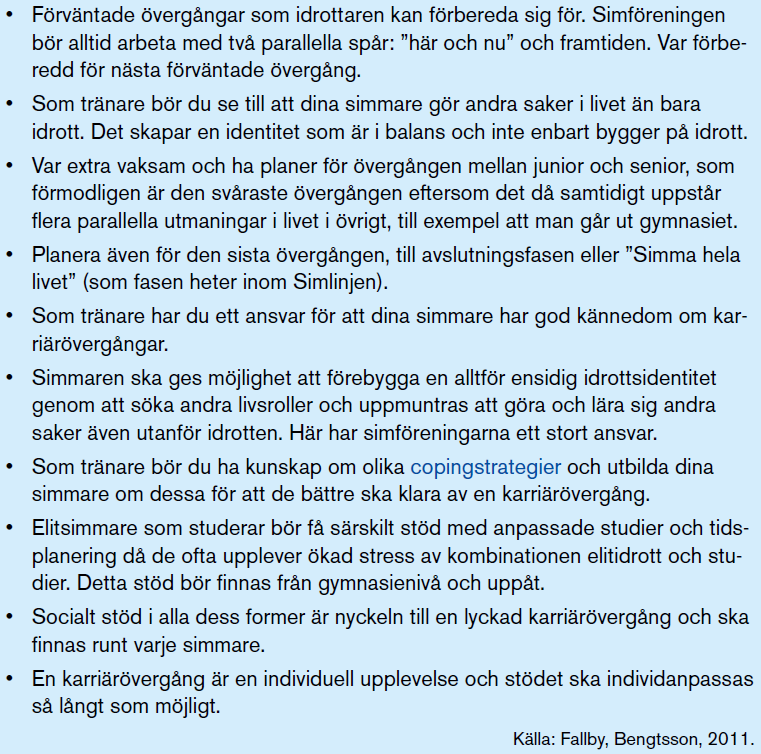 • Förväntade övergångar som idrottaren kan förbereda sig för. Simföreningen
bör alltid arbeta med två parallella spår: ”här och nu” och framtiden. Var förbe-
redd för nästa förväntade övergång.
• Som tränare bör du se till att dina simmare gör andra saker i livet än bara
idrott. Det skapar en identitet som är i balans och inte enbart bygger på idrott.
• Var extra vaksam och ha planer för övergången mellan junior och senior, som
förmodligen är den svåraste övergången eftersom det då samtidigt uppstår
flera parallella utmaningar i livet i övrigt, till exempel att man går ut gymnasiet.
• Planera även för den sista övergången, till avslutningsfasen eller ”Simma hela
livet” (som fasen heter inom Simlinjen).
• Som tränare har du ett ansvar för att dina simmare har god kännedom om kar-
riärövergångar.
• Simmaren ska ges möjlighet att förebygga en alltför ensidig idrottsidentitet
genom att söka andra livsroller och uppmuntras att göra och lära sig andra
saker även utanför idrotten. Här har simföreningarna ett stort ansvar.
• Som tränare bör du ha kunskap om olika copingstrategier och utbilda dina
simmare om dessa för att de bättre ska klara av en karriärövergång.
• Elitsimmare som studerar bör få särskilt stöd med anpassade studier och tids-
planering då de ofta upplever ökad stress av kombinationen elitidrott och stu-
dier. Detta stöd bör finnas från gymnasienivå och uppåt.
• Socialt stöd i alla dess former är nyckeln till en lyckad karriärövergång och ska
finnas runt varje simmare.
• En karriärövergång är en individuell upplevelse och stödet ska individanpassas
så långt som möjligt.
Källa: Fallby, Bengtsson, 2011.